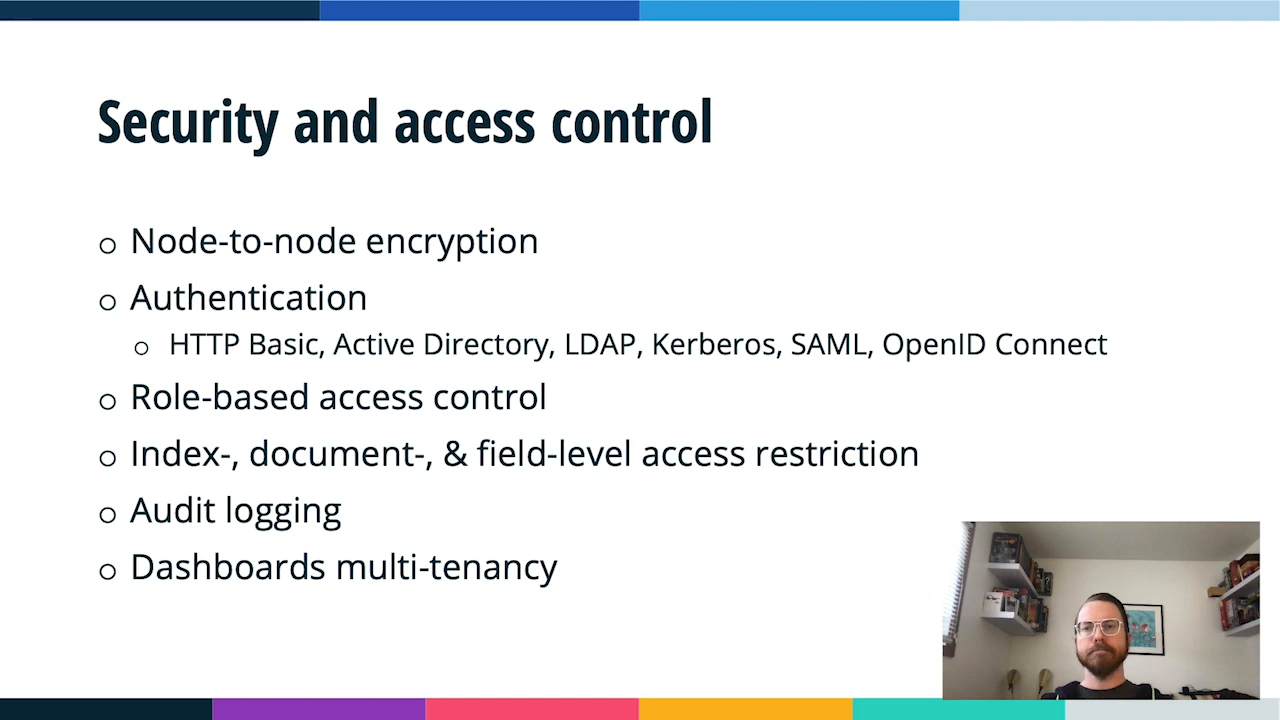 Security and access control
Node-to-node encryption
Authentication
HTTP Basic, Active Directory, LDAP, Kerberos, SAML, OpenID Connect
Role-based access control
Index-, document-, & field-level access restriction
Audit logging
Dashboards multi-tenancy